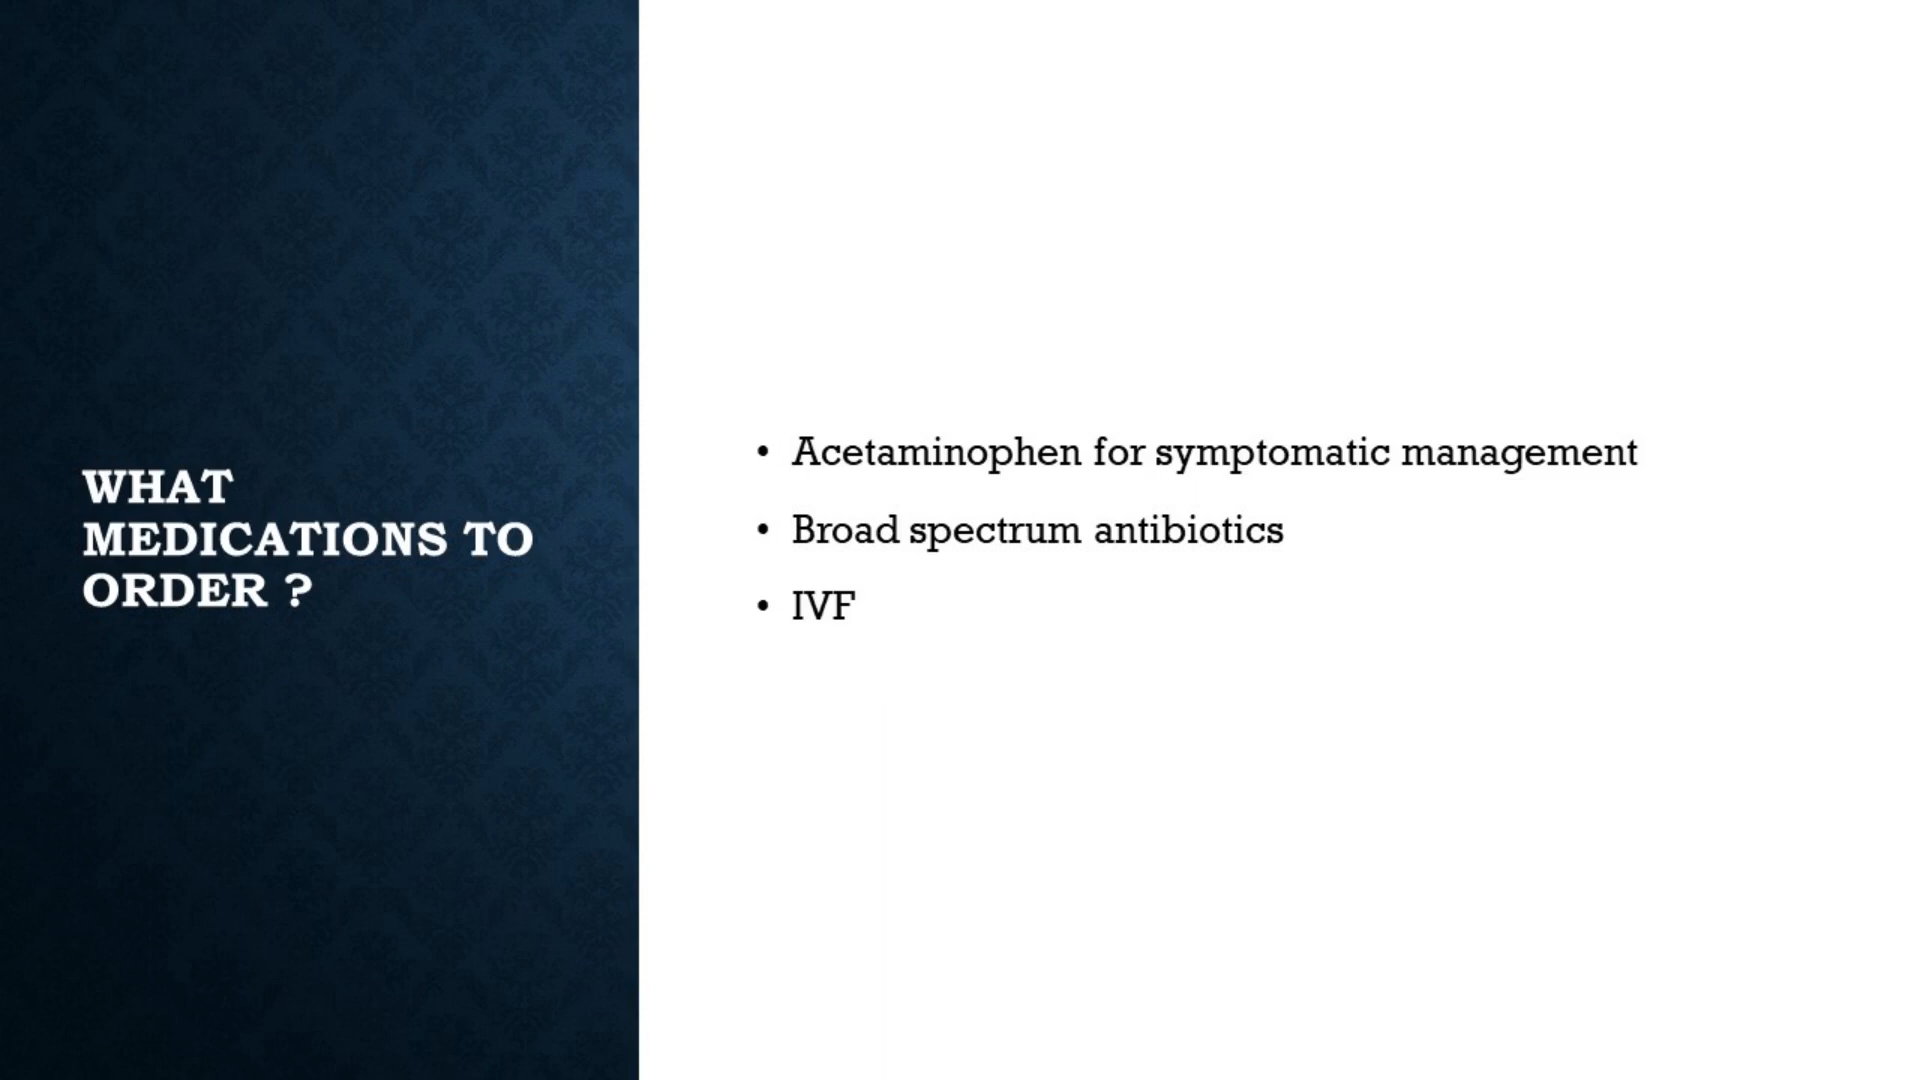 WHAT
MEDICATIONS TO
ORDER ?
• Acetaminophen for symptomatic management
• Broad spectrum antibiotics
• IVF